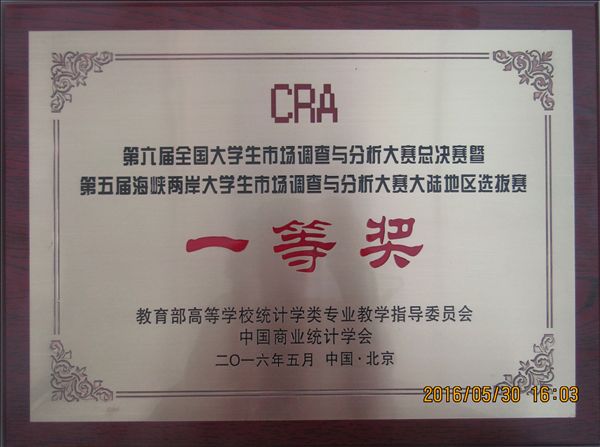 CRA
第六届全国大学生市场调查与分析大赛总决赛暨
第五届海峡两岸大学生市场调查与分析大赛大陆地区选拔赛
一等奖
教育部高等学校统计学类专业教学指导委员会
中国商业统计学会
二〇一六年五月 中国·北京
2016/05/30 16:03